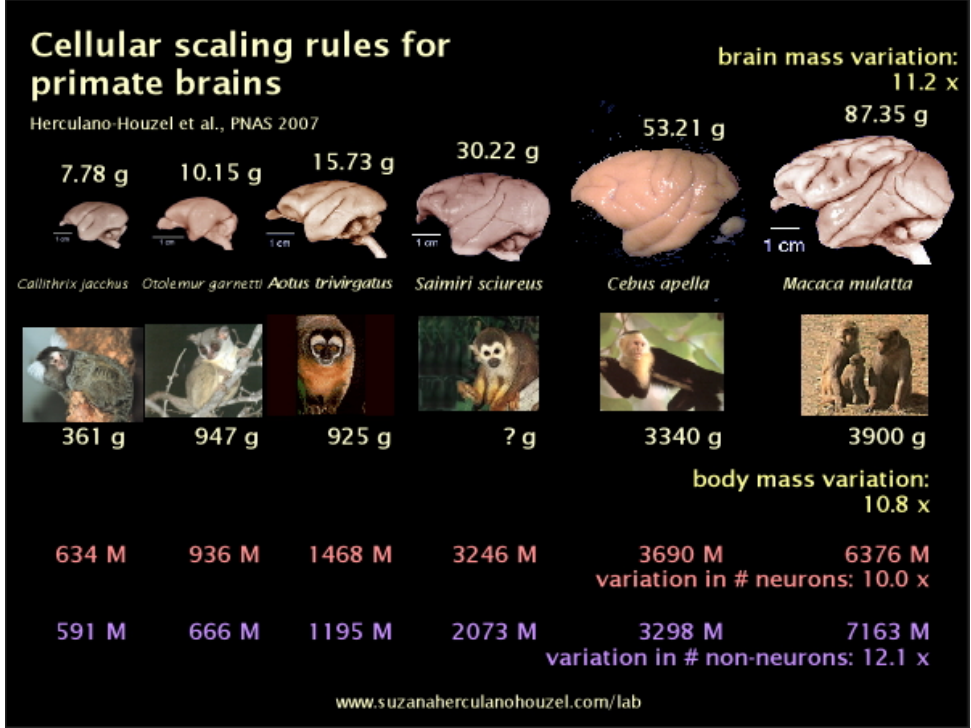 Cellular scaling rules for
primate brains
Herculano-Houzel et al., PNAS 2007
brain mass variation:
11.2 x
7.78 g 10.15 g 15.73 g 30.22 g 53.21 g 87.35 g
1 cm 1 cm 1 cm 1 cm 1 cm
Callithrix jacchus Otolemur garnetti Aotus trivirgatus Saimiri sciureus Cebus apella Macaca mulatta
361 g 947 g 925 g ? g 3340 g 3900 g
body mass variation:
10.8 x
634 M 936 M 1468 M 3246 M 3690 M 6376 M
variation in # neurons: 10.0 x
591 M 666 M 1195 M 2073 M 3298 M 7163 M
variation in # non-neurons: 12.1 x
www.suzanaherculanohouzel.com/lab